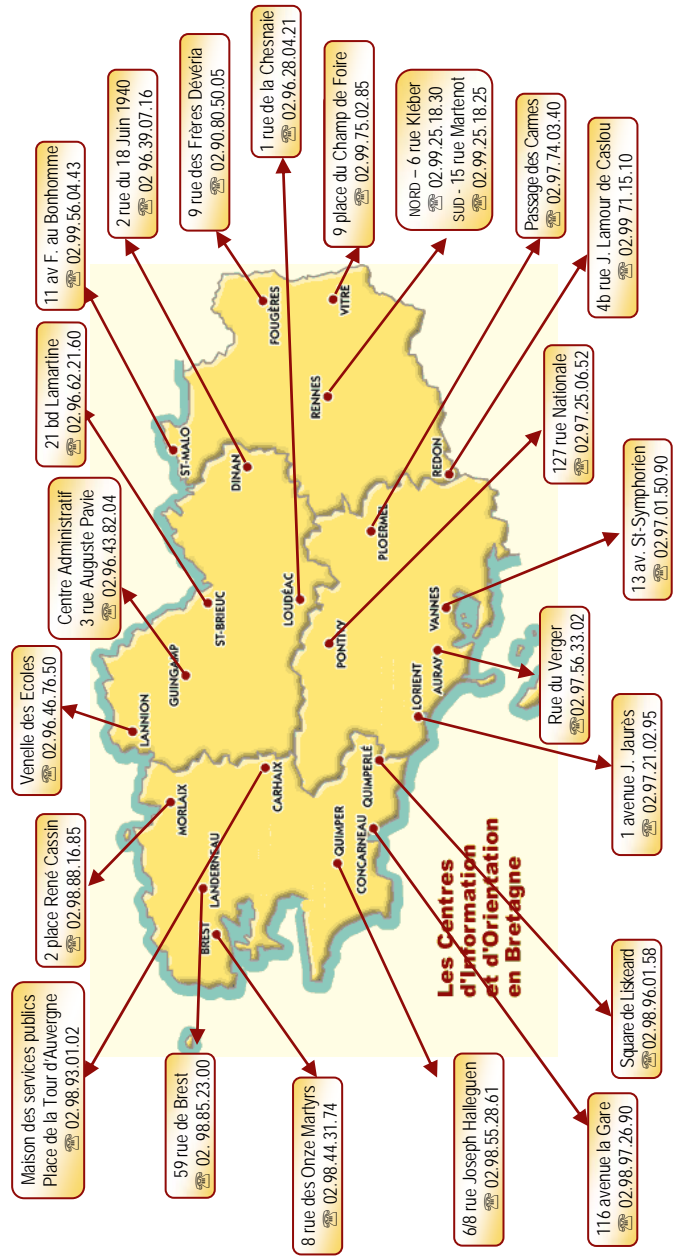 Maison des services publics
Place de la Tour d'Auvergne
☎ 02.98.93.01.02
2 place René Cassin
☎ 02.98.88.16.85
Venelle des Ecoles
☎ 02.96.46.76.50
Centre Administratif
3 rue Auguste Pavie
☎ 02.96.43.82.04
21 bd Lamartine
☎ 02.96.62.21.60
11 av F. au Bonhomme
☎ 02.99.56.04.43
2 rue du 18 Juin 1940
☎ 02 96.39.07.16
9 rue des Frères Dévéria
☎ 02.90.80.50.05
1 rue de la Chesnaie
☎ 02.96.28.04.21
9 place du Champ de Foire
☎ 02.99.75.02.85
NORD – 6 rue Kléber
☎ 02.99.25.18.30
SUD - 15 rue Martenot
☎ 02.99.25.18.25
Passage des Carmes
☎ 02.97.74.03.40
4b rue J. Lamour de Caslou
☎ 02.99 71.15.10
127 rue Nationale
☎ 02.97.25.06.52
13 av. St-Symphorien
☎ 02.97.01.50.90
Rue du Verger
☎ 02.97.56.33.02
1 avenue J. Jaurès
☎ 02.97.21.02.95
Square de Liskeard
☎ 02.98.96.01.58
116 avenue la Gare
☎ 02.98.97.26.90
6/8 rue Joseph Halleguen
☎ 02.98.55.28.61
8 rue des Onze Martyrs
☎ 02.98.44.31.74
59 rue de Brest
☎ 02. 98.85.23.00
LANNION
MORLAIX
GUINGAMP
ST-BRIEUC
ST-MALO
DINAN
FOUGÈRES
BREST
LANDERNEAU
CARHAIX
LOUDÉAC
RENNES
VITRÉ
QUIMPER
CONCARNEAU
QUIMPERLÉ
PONTIVY
PLOERMEL
LORIENT
AURAY
VANNES
REDON
Les Centres
d'Information
et d'Orientation
en Bretagne